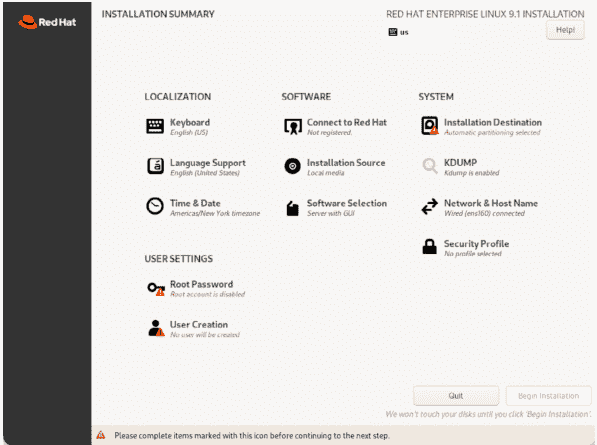 Red Hat
INSTALLATION SUMMARY
RED HAT ENTERPRISE LINUX 9.1 INSTALLATION
us
Help!
LOCALIZATION
Keyboard
English (US)
Language Support
English (United States)
Time & Date
Americas/New York timezone
SOFTWARE
Connect to Red Hat
Not registered.
Installation Source
Local media
Software Selection
Server with GUI
SYSTEM
Installation Destination
Automatic partitioning selected
KDUMP
Kdump is enabled
Network & Host Name
Wired (ens160) connected
Security Profile
No profile selected
USER SETTINGS
Root Password
Root account is disabled
User Creation
No user will be created
Quit
Begin Installation
We won't touch your disks until you click 'Begin Installation'.
Please complete items marked with this icon before continuing to the next step.